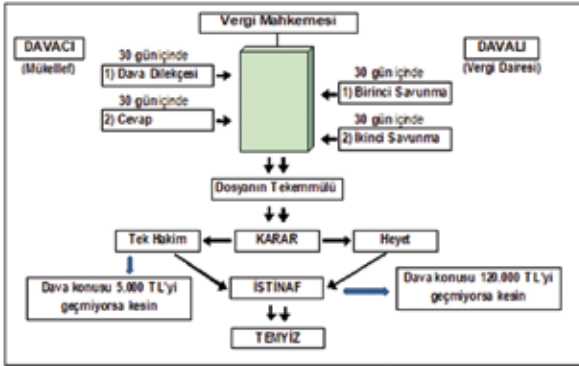 Vergi Mahkemesi
DAVACI
(Mükellef)
DAVALI
(Vergi Dairesi)
30 gün içinde
1) Dava Dilekçesi
30 gün içinde
2) Cevap
30 gün içinde
1) Birinci Savunma
30 gün içinde
2) İkinci Savunma
Dosyanın Tekemmülü
Tek Hakim
KARAR
Heyet
Dava konusu 5.000 TL'yi
geçmiyorsa kesin
İSTİNAF
Dava konusu 120.000 TL'yi
geçmiyorsa kesin
TEMYİZ